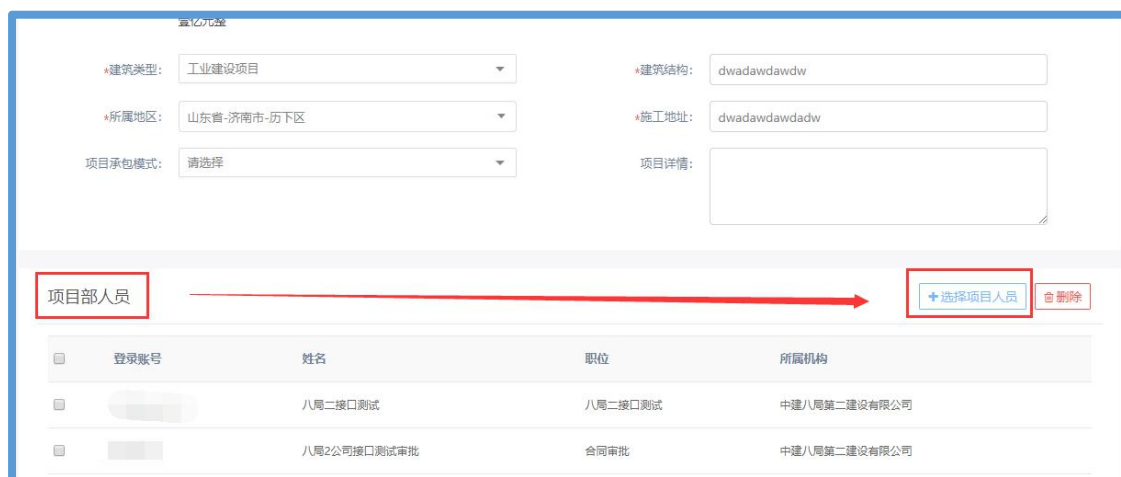 壹亿元整
*建筑类型: 工业建设项目 *建筑结构: dwadawdawdw
*所属地区: 山东省-济南市-历下区 *施工地址: dwadawdawdadw
项目承包模式: 请选择 项目详情:
项目部人员 +选择项目人员 删除
登录账号 姓名 职位 所属机构
八局二接口测试 八局二接口测试 中建八局第二建设有限公司
八局2公司接口测试审批 合同审批 中建八局第二建设有限公司